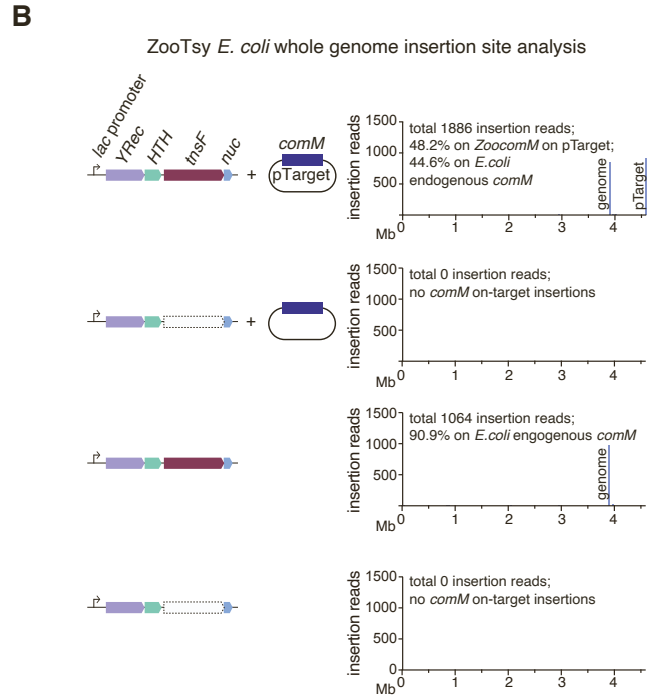 B
ZooTsy E. coli whole genome insertion site analysis
lac promoter
YRec
HTH
tnsF
nuc
+
comM
pTarget
insertion reads
1500
1000
500
total 1886 insertion reads;
48.2% on ZoocomM on pTarget;
44.6% on E.coli
endogenous comM
genome
pTarget
Mb
0
1
2
3
4
+
insertion reads
1500
1000
500
total 0 insertion reads;
no comM on-target insertions
Mb
0
1
2
3
4
insertion reads
1500
1000
500
total 1064 insertion reads;
90.9% on E.coli engogenous comM
genome
Mb
0
1
2
3
4
insertion reads
1500
1000
500
0
total 0 insertion reads;
no comM on-target insertions
Mb
0
1
2
3
4